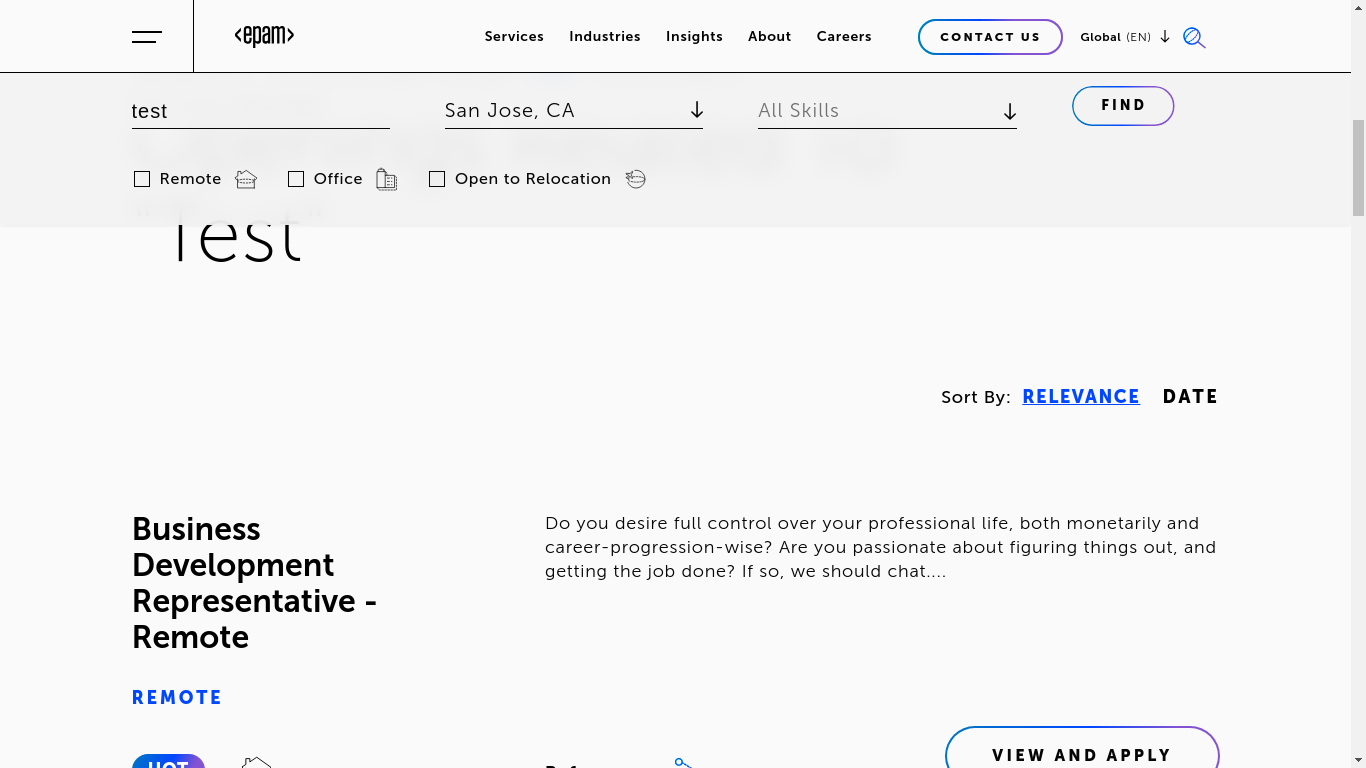 <epam>
Services Industries Insights About Careers
CONTACT US
Global (EN)
test
San Jose, CA
All Skills
FIND
Remote
Office
Open to Relocation
"Test"
Sort By: RELEVANCE DATE
Business
Development
Representative -
Remote
Do you desire full control over your professional life, both monetarily and
career-progression-wise? Are you passionate about figuring things out, and
getting the job done? If so, we should chat....
REMOTE
HOT
VIEW AND APPLY